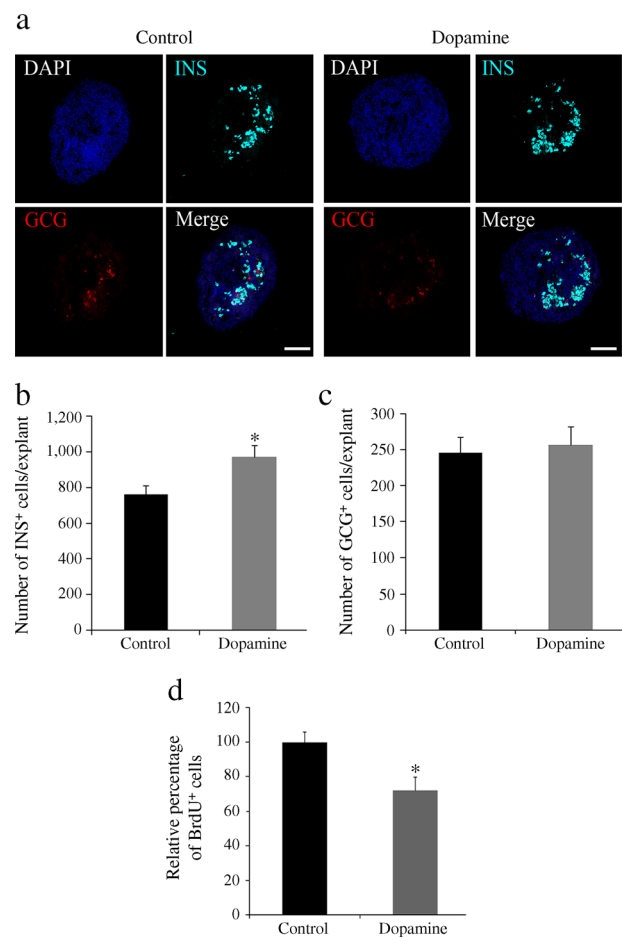 a
Control
Dopamine
DAPI
INS
DAPI
INS
GCG
Merge
GCG
Merge
b
Number of INS⁺ cells/explant
1,200
1,000
800
600
400
200
0
*
Control
Dopamine
c
Number of GCG⁺ cells/explant
300
250
200
150
100
50
0
Control
Dopamine
d
Relative percentage
of BrdU⁺ cells
120
100
80
60
40
20
0
*
Control
Dopamine